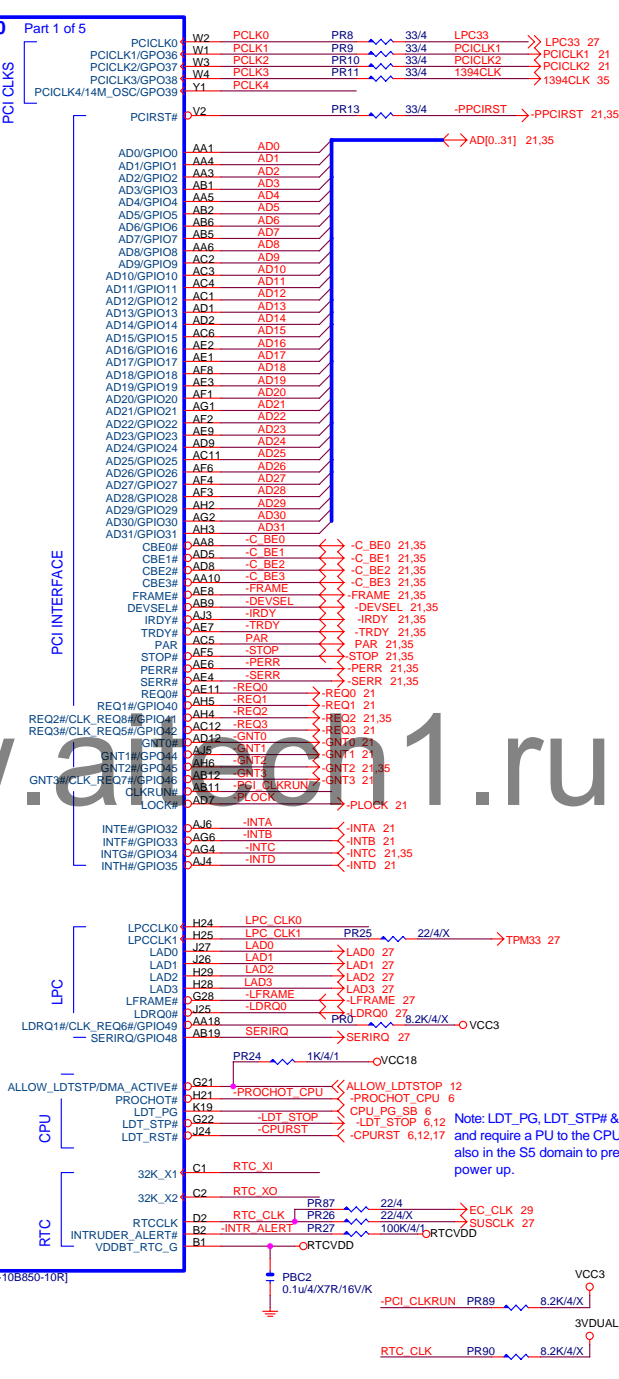 0 Part 1 of 5
PCI CLKS
PCICLK0 W2 PCLK0 PR8 33/4 LPC33 LPC33 27
PCICLK1/GPO36 W1 PCLK1 PR9 33/4 PCICLK1 PCICLK1 21
PCICLK2/GPO37 W3 PCLK2 PR10 33/4 PCICLK2 PCICLK2 21
PCICLK3/GPO38 W4 PCLK3 PR11 33/4 1394CLK 1394CLK 35
PCICLK4/14M_OSC/GPO39 Y1 PCLK4
PCIRST# V2 PR13 33/4 -PPCIRST -PPCIRST 21,35
AD[0..31] 21,35
PCI INTERFACE
AD0/GPIO0 AA1 AD0
AD1/GPIO1 AA4 AD1
AD2/GPIO2 AA3 AD2
AD3/GPIO3 AB1 AD3
AD4/GPIO4 AA5 AD4
AD5/GPIO5 AB2 AD5
AD6/GPIO6 AB6 AD6
AD7/GPIO7 AB5 AD7
AD8/GPIO8 AA6 AD8
AD9/GPIO9 AC2 AD9
AD10/GPIO10 AC3 AD10
AD11/GPIO11 AC4 AD11
AD12/GPIO12 AC1 AD12
AD13/GPIO13 AD1 AD13
AD14/GPIO14 AD2 AD14
AD15/GPIO15 AC6 AD15
AD16/GPIO16 AE2 AD16
AD17/GPIO17 AE1 AD17
AD18/GPIO18 AF8 AD18
AD19/GPIO19 AE3 AD19
AD20/GPIO20 AF1 AD20
AD21/GPIO21 AG1 AD21
AD22/GPIO22 AF2 AD22
AD23/GPIO23 AE9 AD23
AD24/GPIO24 AD9 AD24
AD25/GPIO25 AC11 AD25
AD26/GPIO26 AF6 AD26
AD27/GPIO27 AF4 AD27
AD28/GPIO28 AF3 AD28
AD29/GPIO29 AH2 AD29
AD30/GPIO30 AG2 AD30
AD31/GPIO31 AH3 AD31
CBE0# AA8 -C_BE0 -C_BE0 21,35
CBE1# AD5 -C_BE1 -C_BE1 21,35
CBE2# AD8 -C_BE2 -C_BE2 21,35
CBE3# AA10 -C_BE3 -C_BE3 21,35
FRAME# AE8 -FRAME -FRAME 21,35
DEVSEL# AB9 -DEVSEL -DEVSEL 21,35
IRDY# AJ3 -IRDY -IRDY 21,35
TRDY# AE7 -TRDY -TRDY 21,35
PAR AC5 PAR PAR 21,35
STOP# AF5 -STOP -STOP 21,35
PERR# AE6 -PERR -PERR 21,35
SERR# AE4 -SERR -SERR 21,35
REQ0# AE11 -REQ0 -REQ0 21
REQ1#/GPIO40 AH5 -REQ1 -REQ1 21
REQ2#/CLK_REQ8#/GPIO41 AH4 -REQ2 -REQ2 21,35
REQ3#/CLK_REQ5#/GPIO42 AC12 -REQ3 -REQ3 21
GNT0# AD12 -GNT0 -GNT0 21
GNT1#/GPO44 AJ5 -GNT1 -GNT1 21
GNT2#/GPO45 AH6 -GNT2 -GNT2 21,35
GNT3#/CLK_REQ7#/GPIO46 AB12 -GNT3 -GNT3 21
CLKRUN# AB11 -PCI_CLKRUN
LOCK# AD7 -PLOCK -PLOCK 21
.aitech1.ru
INTE#/GPIO32 AJ6 -INTA -INTA 21
INTF#/GPIO33 AG6 -INTB -INTB 21
INTG#/GPIO34 AG4 -INTC -INTC 21,35
INTH#/GPIO35 AJ4 -INTD -INTD 21
LPC
LPCCLK0 H24 LPC_CLK0
LPCCLK1 H25 LPC_CLK1 PR25 22/4/X TPM33 27
LAD0 J27 LAD0 LAD0 27
LAD1 J26 LAD1 LAD1 27
LAD2 H29 LAD2 LAD2 27
LAD3 H28 LAD3 LAD3 27
LFRAME# G28 -LFRAME -LFRAME 27
LDRQ0# J25 -LDRQ0 -LDRQ0 27
LDRQ1#/CLK_REQ6#/GPIO49 AA18 PR0 8.2K/4/X VCC3
SERIRQ/GPIO48 AB19 SERIRQ SERIRQ 27
PR24 1K/4/1 VCC18
CPU
ALLOW_LDTSTP/DMA_ACTIVE# G21 ALLOW_LDTSTOP 12
PROCHOT# H21 -PROCHOT_CPU -PROCHOT_CPU 6
LDT_PG K19 CPU_PG_SB 6
LDT_STP# G22 -LDT_STOP -LDT_STOP 6,12
LDT_RST# J24 -CPURST -CPURST 6,12,17
Note: LDT_PG, LDT_STP# &
and require a PU to the CPU
also in the S5 domain to pre
power up.
RTC
32K_X1 C1 RTC_XI
32K_X2 C2 RTC_XO
PR87 22/4 EC_CLK 29
RTCCLK D2 RTC_CLK PR26 22/4/X SUSCLK 27
INTRUDER_ALERT# B2 -INTR_ALERT PR27 100K/4/1 RTCVDD
VDDBT_RTC_G B1 RTCVDD
-10B850-10R]
PBC2
0.1u/4/X7R/16V/K
VCC3
-PCI_CLKRUN PR89 8.2K/4/X
3VDUAL
RTC_CLK PR90 8.2K/4/X